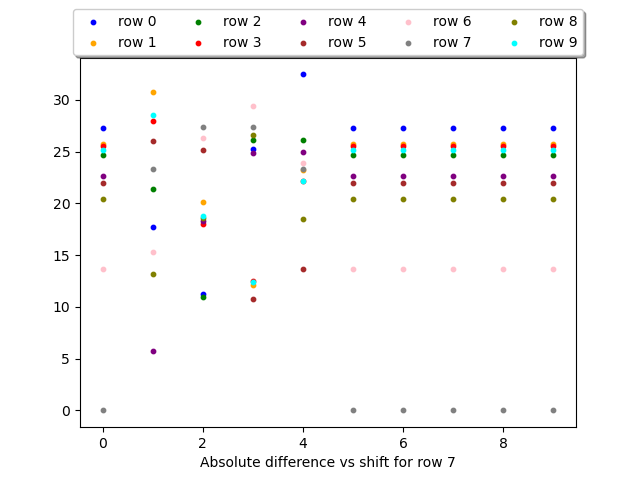 row 0 row 2 row 4 row 6 row 8
row 1 row 3 row 5 row 7 row 9
30
25
20
15
10
5
0
0 2 4 6 8
Absolute difference vs shift for row 7